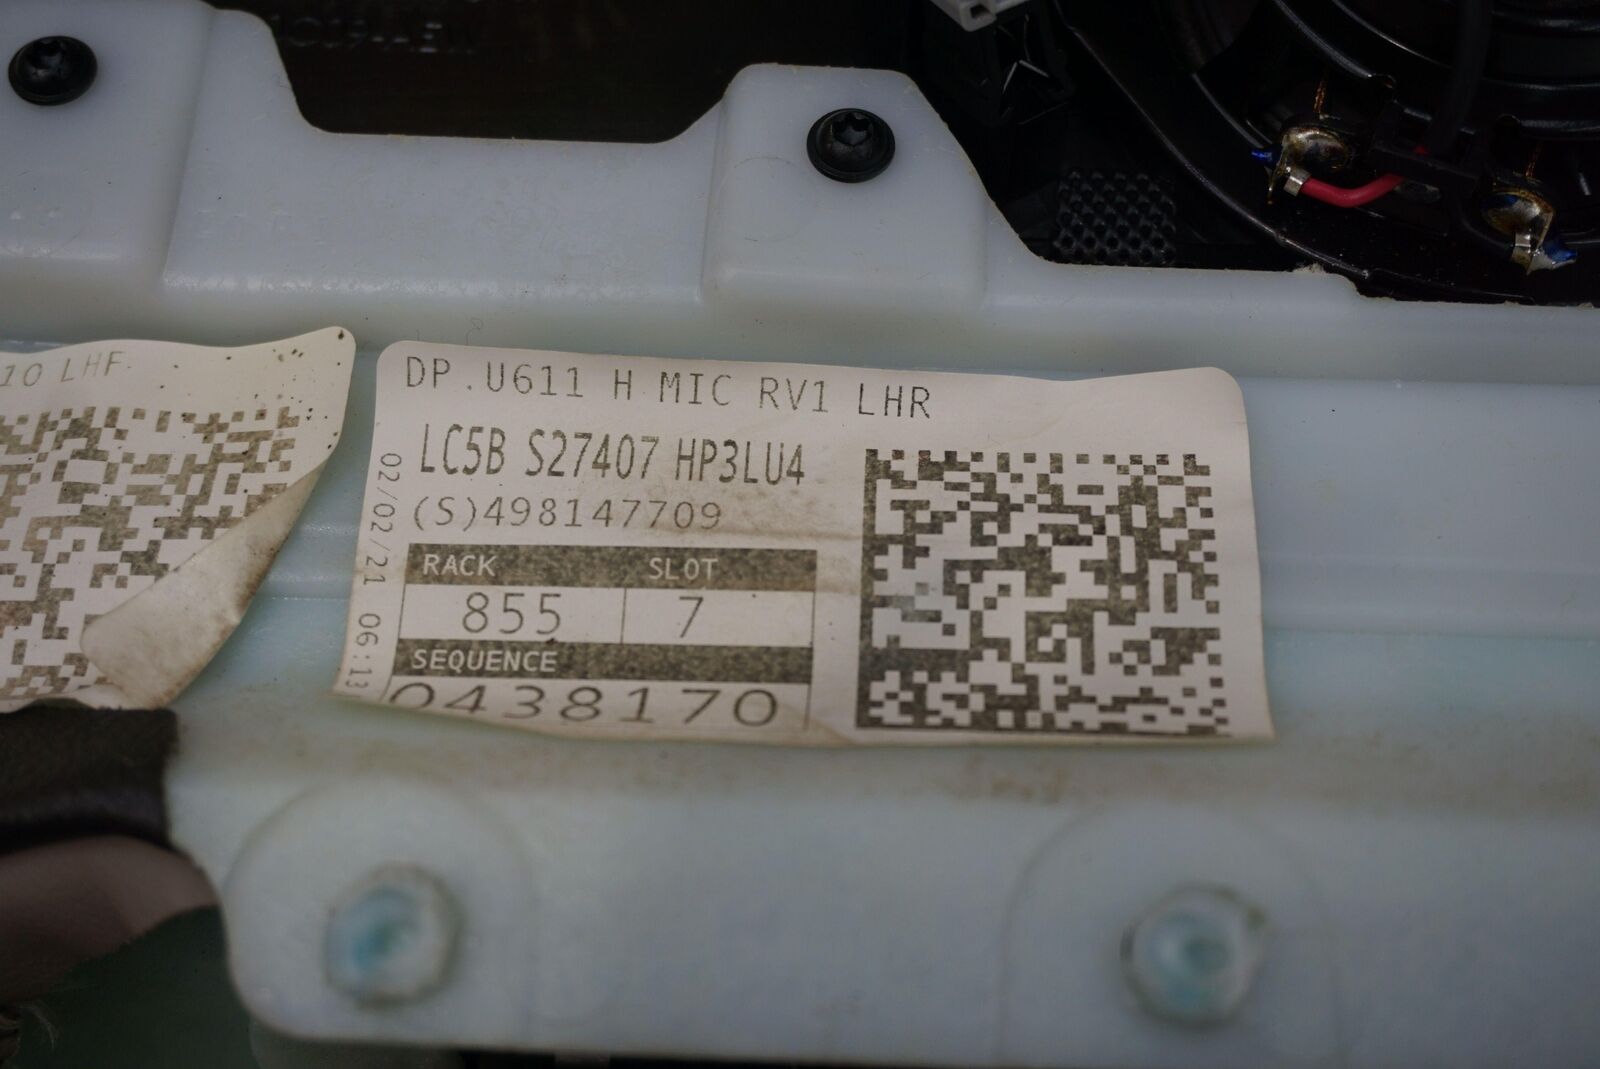 10 LHF
DP.U611 H MIC RV1 LHR
LC5B S27407 HP3LU4
(S)498147709
02/02/21 06:13
RACK SLOT
855 7
SEQUENCE
0438170